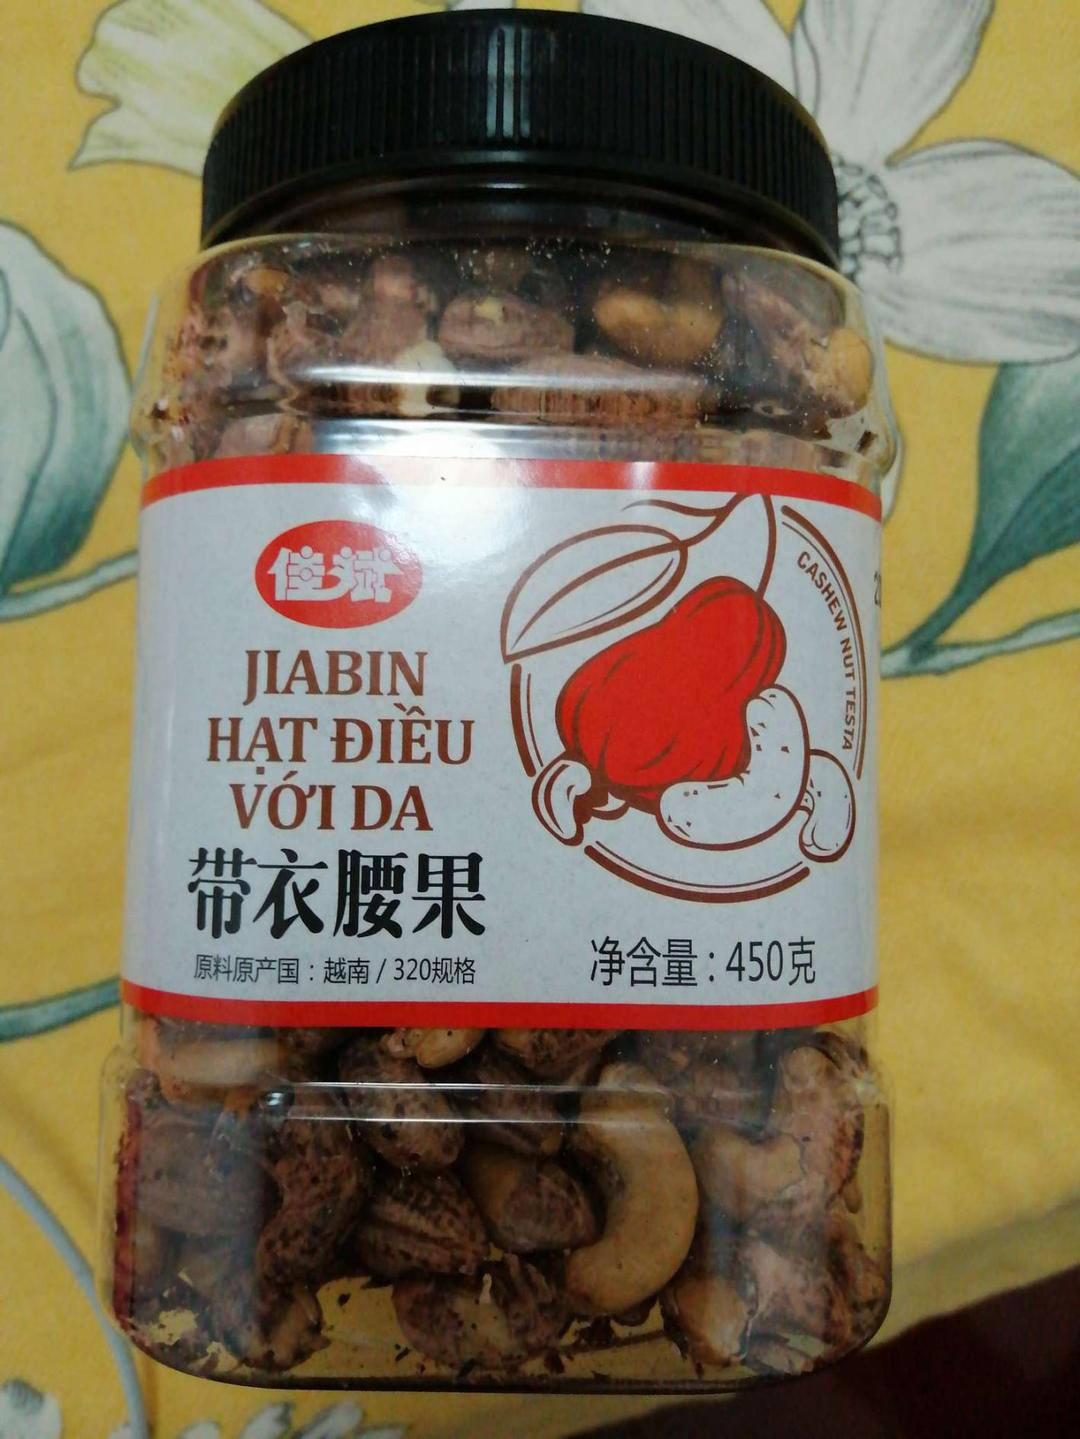 佳斌
JIABIN
HẠT ĐIỀU
VỚI DA
带衣腰果
原料原产国：越南 / 320规格
净含量：450克
CASHEW NUT TESTA